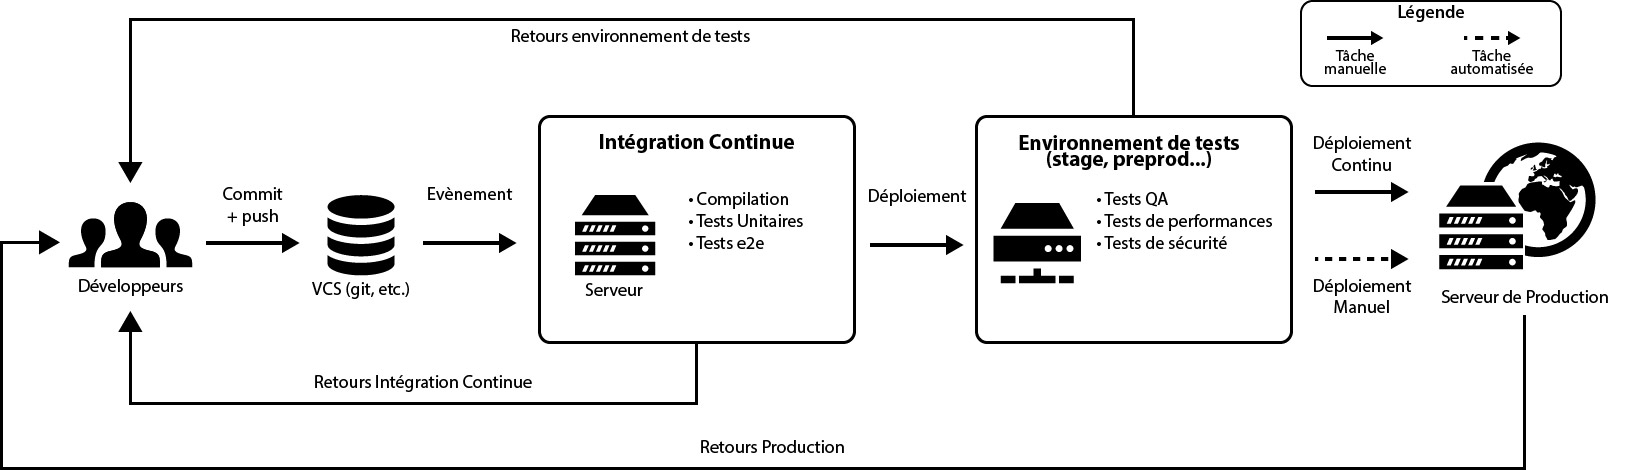 Retours environnement de tests
Légende
Tâche
manuelle
Tâche
automatisée
Intégration Continue
Environnement de tests
(stage, preprod...)
Déploiement
Continu
Commit
+ push
Evènement
• Compilation
• Tests Unitaires
• Tests e2e
Déploiement
• Tests QA
• Tests de performances
• Tests de sécurité
Développeurs
VCS (git, etc.)
Serveur
Déploiement
Manuel
Serveur de Production
Retours Intégration Continue
Retours Production